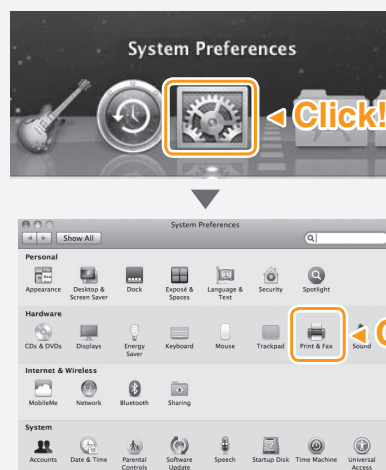 System Preferences
Click!
System Preferences
Show All
Personal
Appearance
Desktop &
Screen Saver
Dock
Exposé &
Spaces
Language &
Text
Security
Spotlight
Hardware
CDs & DVDs
Displays
Energy
Saver
Keyboard
Mouse
Trackpad
Print & Fax
C
Sound
Internet & Wireless
MobileMe
Network
Bluetooth
Sharing
System
Accounts
Date & Time
Parental
Controls
Software
Update
Speech
Startup Disk
Time Machine
Universal
Access